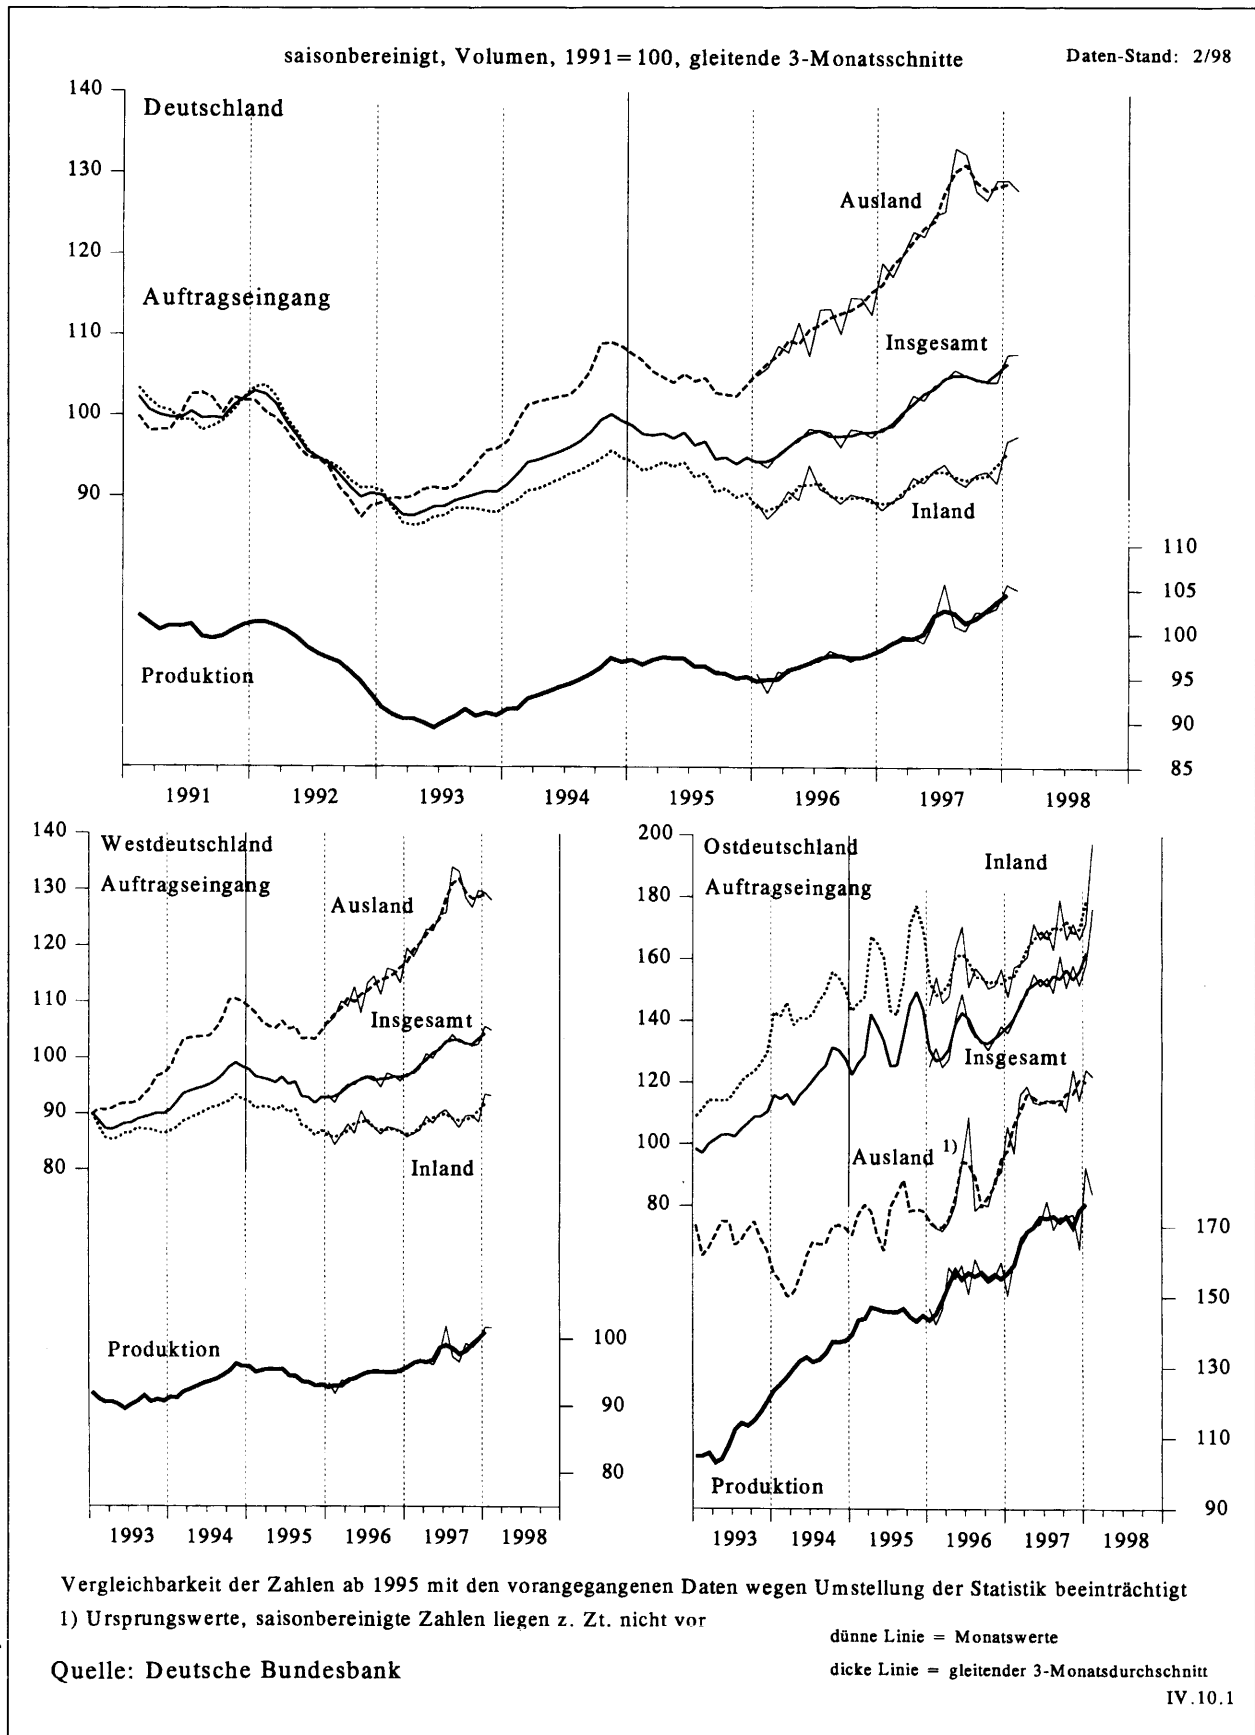 saisonbereinigt, Volumen, 1991=100, gleitende 3-Monatsschnitte Daten-Stand: 2/98
140
Deutschland
130
Ausland
120
Auftragseingang
110
Insgesamt
100
90
Inland
110
105
100
Produktion
95
90
85
1991 1992 1993 1994 1995 1996 1997 1998
140
Westdeutschland
Auftragseingang
130
Ausland
120
110
Insgesamt
100
90
Inland
80
Produktion
100
90
80
1993 1994 1995 1996 1997 1998
200
Ostdeutschland
Inland
Auftragseingang
180
160
140
Insgesamt
120
100
Ausland 1)
80
170
150
130
110
Produktion
90
1993 1994 1995 1996 1997 1998
Vergleichbarkeit der Zahlen ab 1995 mit den vorangegangenen Daten wegen Umstellung der Statistik beeinträchtigt
1) Ursprungswerte, saisonbereinigte Zahlen liegen z. Zt. nicht vor
dünne Linie = Monatswerte
Quelle: Deutsche Bundesbank
dicke Linie = gleitender 3-Monatsdurchschnitt
IV.10.1